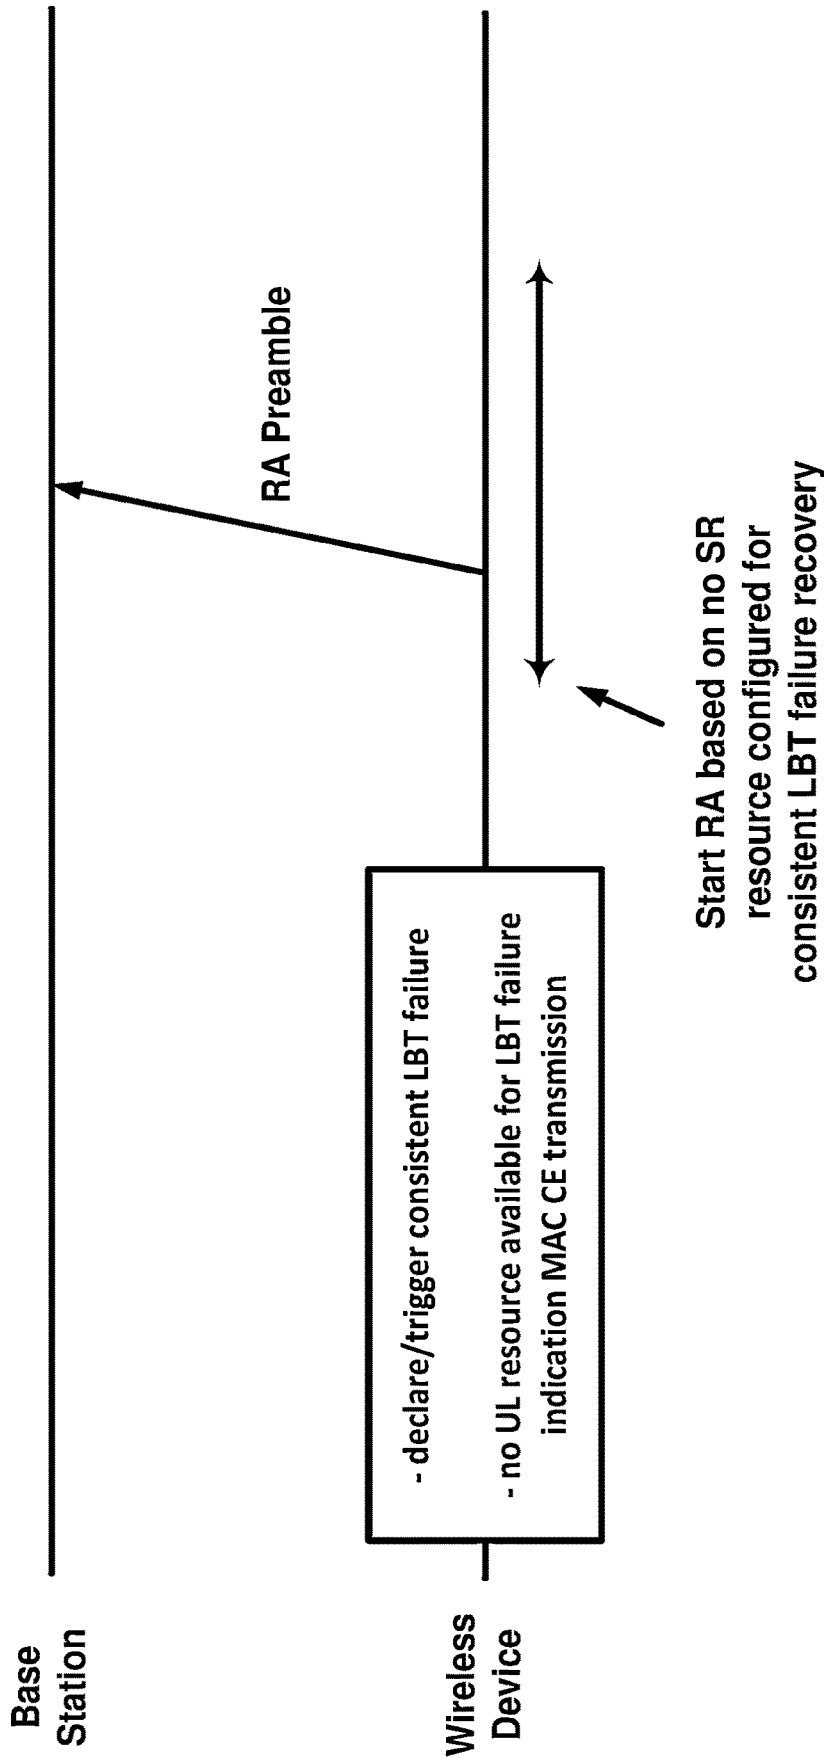 Base
Station
RA Preamble
Wireless
Device
- declare/trigger consistent LBT failure
- no UL resource available for LBT failure
indication MAC CE transmission
Start RA based on no SR
resource configured for
consistent LBT failure recovery